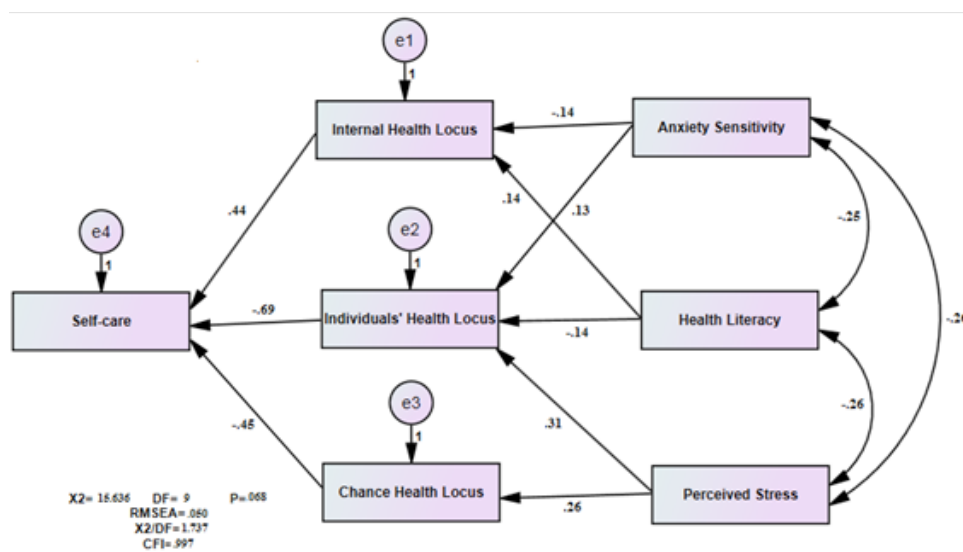 e1
1
Internal Health Locus
-.14
Anxiety Sensitivity
.44
.14
.13
-.25
e4
1
e2
1
Self-care
-.69
Individuals' Health Locus
-.14
Health Literacy
-.26
e3
1
-.45
.31
-.26
Chance Health Locus
.26
Perceived Stress
X2= 15.636 DF= 9 P=.068
RMSEA=.050
X2/DF=1.737
CFI=.997